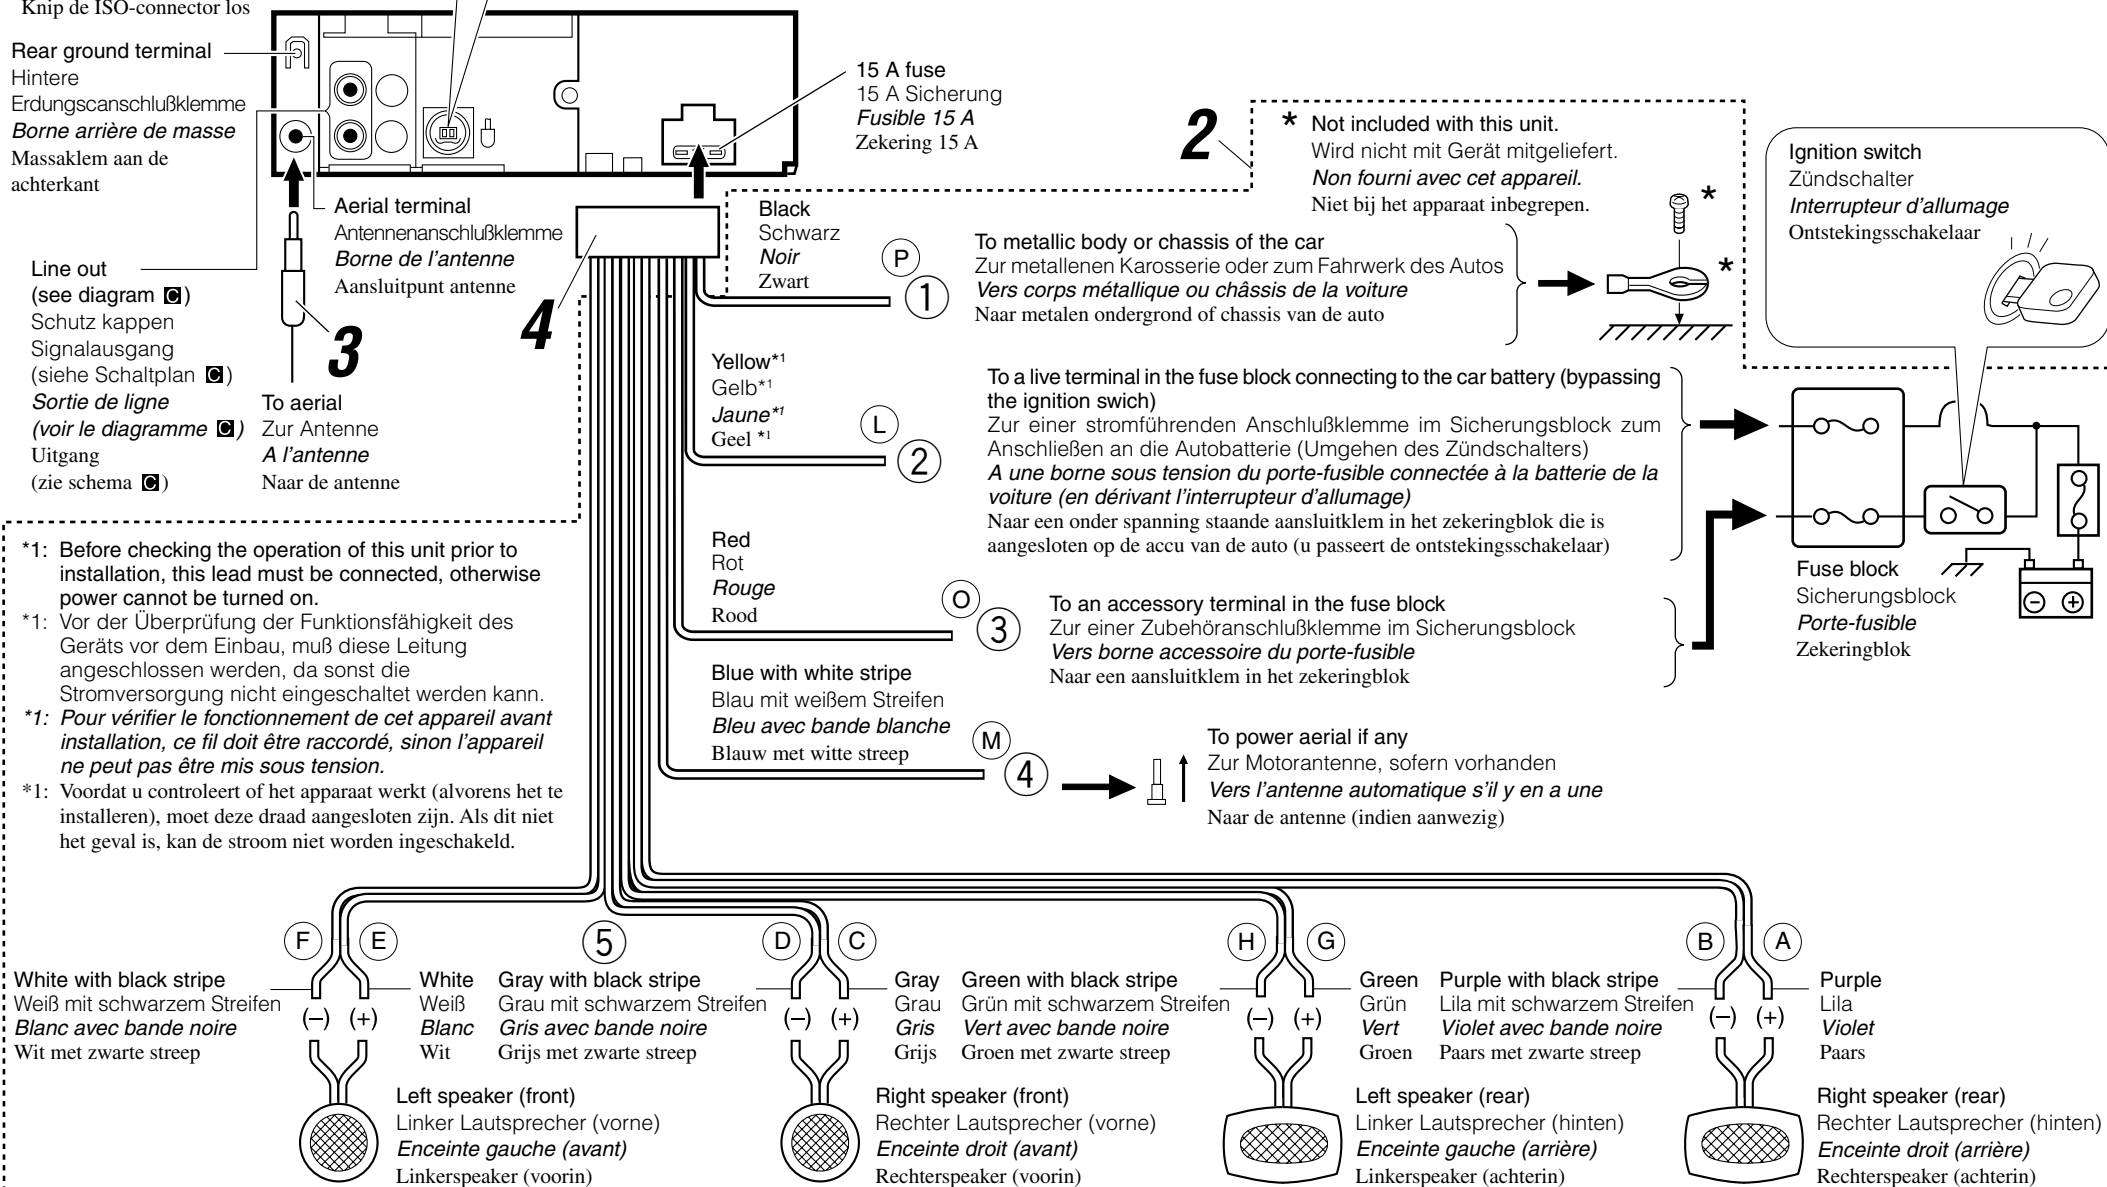 Knip de ISO-connector los
Rear ground terminal
Hintere
Erdungscanschlußklemme
Borne arrière de masse
Massaklem aan de
achterkant
15 A fuse
15 A Sicherung
Fusible 15 A
Zekering 15 A
2
* Not included with this unit.
Wird nicht mit Gerät mitgeliefert.
Non fourni avec cet appareil.
Niet bij het apparaat inbegrepen.
*
*
Ignition switch
Zündschalter
Interrupteur d'allumage
Ontstekingsschakelaar
Aerial terminal
Antennenanschlußklemme
Borne de l'antenne
Aansluitpunt antenne
Line out
(see diagram C)
Schutz kappen
Signalausgang
(siehe Schaltplan C)
Sortie de ligne
(voir le diagramme C)
Uitgang
(zie schema C)
3
To aerial
Zur Antenne
A l'antenne
Naar de antenne
4
Black
Schwarz
Noir
Zwart
P
1
To metallic body or chassis of the car
Zur metallenen Karosserie oder zum Fahrwerk des Autos
Vers corps métallique ou châssis de la voiture
Naar metalen ondergrond of chassis van de auto
Yellow*1
Gelb*1
Jaune*1
Geel *1
L
2
To a live terminal in the fuse block connecting to the car battery (bypassing
the ignition swich)
Zur einer stromführenden Anschlußklemme im Sicherungsblock zum
Anschließen an die Autobatterie (Umgehen des Zündschalters)
A une borne sous tension du porte-fusible connectée à la batterie de la
voiture (en dérivant l'interrupteur d'allumage)
Naar een onder spanning staande aansluitklem in het zekeringblok die is
aangesloten op de accu van de auto (u passeert de ontstekingsschakelaar)
Red
Rot
Rouge
Rood
O
3
To an accessory terminal in the fuse block
Zur einer Zubehöranschlußklemme im Sicherungsblock
Vers borne accessoire du porte-fusible
Naar een aansluitklem in het zekeringblok
Fuse block
Sicherungsblock
Porte-fusible
Zekeringblok
− +
Blue with white stripe
Blau mit weißem Streifen
Bleu avec bande blanche
Blauw met witte streep
M
4
To power aerial if any
Zur Motorantenne, sofern vorhanden
Vers l'antenne automatique s'il y en a une
Naar de antenne (indien aanwezig)
*1: Before checking the operation of this unit prior to
installation, this lead must be connected, otherwise
power cannot be turned on.
*1: Vor der Überprüfung der Funktionsfähigkeit des
Geräts vor dem Einbau, muß diese Leitung
angeschlossen werden, da sonst die
Stromversorgung nicht eingeschaltet werden kann.
*1: Pour vérifier le fonctionnement de cet appareil avant
installation, ce fil doit être raccordé, sinon l'appareil
ne peut pas être mis sous tension.
*1: Voordat u controleert of het apparaat werkt (alvorens het te
installeren), moet deze draad aangesloten zijn. Als dit niet
het geval is, kan de stroom niet worden ingeschakeld.
F E
5
D C
H G
B A
White with black stripe
Weiß mit schwarzem Streifen
Blanc avec bande noire
Wit met zwarte streep
(−) (+)
White
Weiß
Blanc
Wit
Gray with black stripe
Grau mit schwarzem Streifen
Gris avec bande noire
Grijs met zwarte streep
(−) (+)
Gray
Grau
Gris
Grijs
Green with black stripe
Grün mit schwarzem Streifen
Vert avec bande noire
Groen met zwarte streep
(−) (+)
Green
Grün
Vert
Groen
Purple with black stripe
Lila mit schwarzem Streifen
Violet avec bande noire
Paars met zwarte streep
(−) (+)
Purple
Lila
Violet
Paars
Left speaker (front)
Linker Lautsprecher (vorne)
Enceinte gauche (avant)
Linkerspeaker (voorin)
Right speaker (front)
Rechter Lautsprecher (vorne)
Enceinte droit (avant)
Rechterspeaker (voorin)
Left speaker (rear)
Linker Lautsprecher (hinten)
Enceinte gauche (arrière)
Linkerspeaker (achterin)
Right speaker (rear)
Rechter Lautsprecher (hinten)
Enceinte droit (arrière)
Rechterspeaker (achterin)